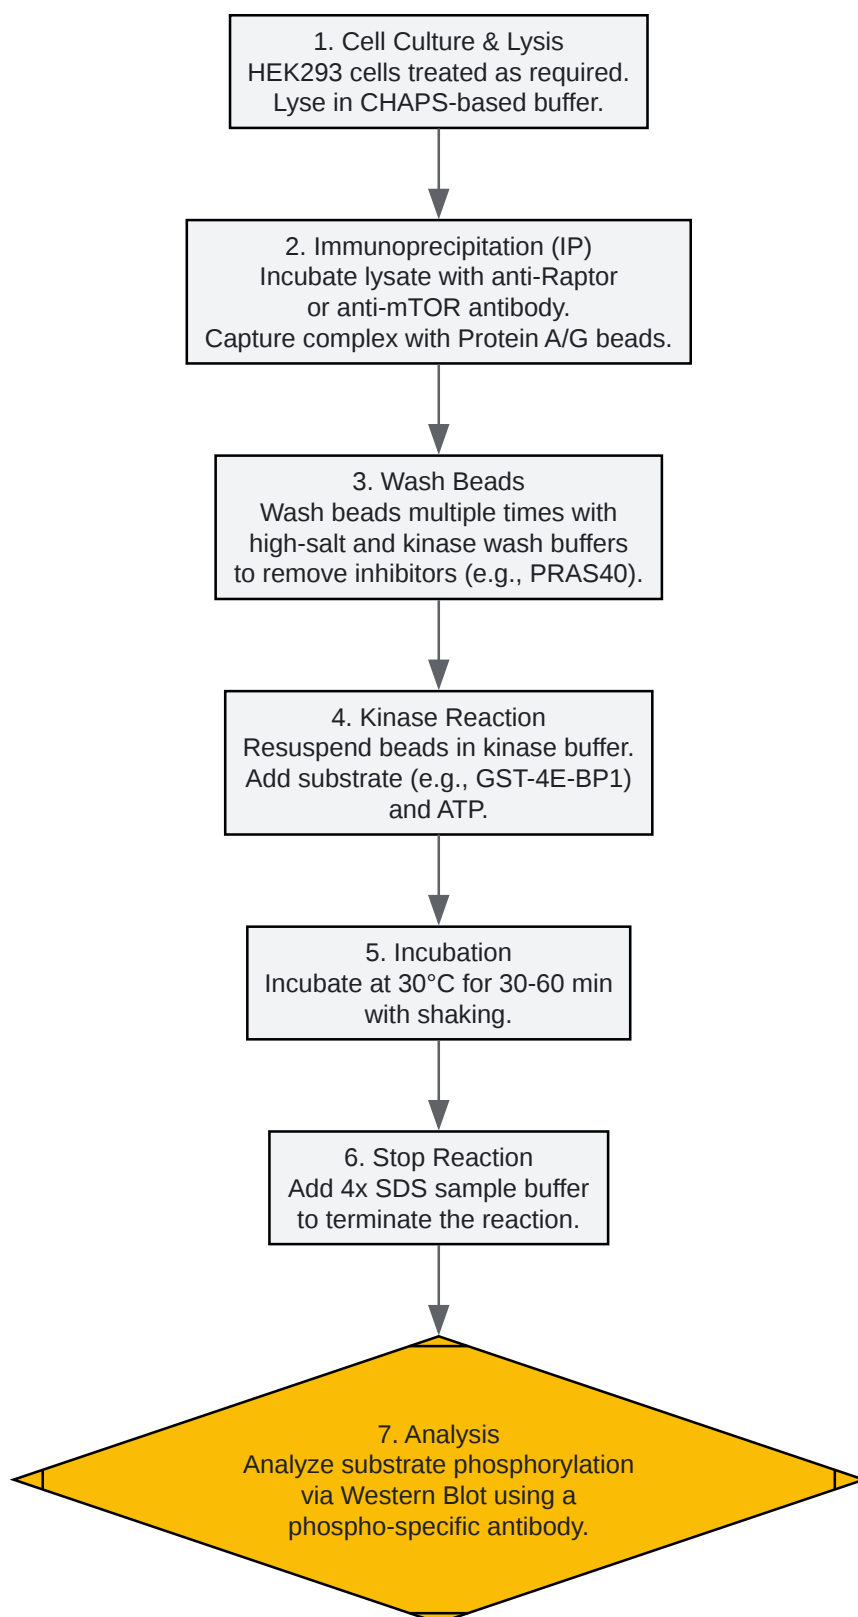 1. Cell Culture & Lysis
HEK293 cells treated as required.
Lyse in CHAPS-based buffer.
2. Immunoprecipitation (IP)
Incubate lysate with anti-Raptor
or anti-mTOR antibody.
Capture complex with Protein A/G beads.
3. Wash Beads
Wash beads multiple times with
high-salt and kinase wash buffers
to remove inhibitors (e.g., PRAS40).
4. Kinase Reaction
Resuspend beads in kinase buffer.
Add substrate (e.g., GST-4E-BP1)
and ATP.
5. Incubation
Incubate at 30°C for 30-60 min
with shaking.
6. Stop Reaction
Add 4x SDS sample buffer
to terminate the reaction.
7. Analysis
Analyze substrate phosphorylation
via Western Blot using a
phospho-specific antibody.